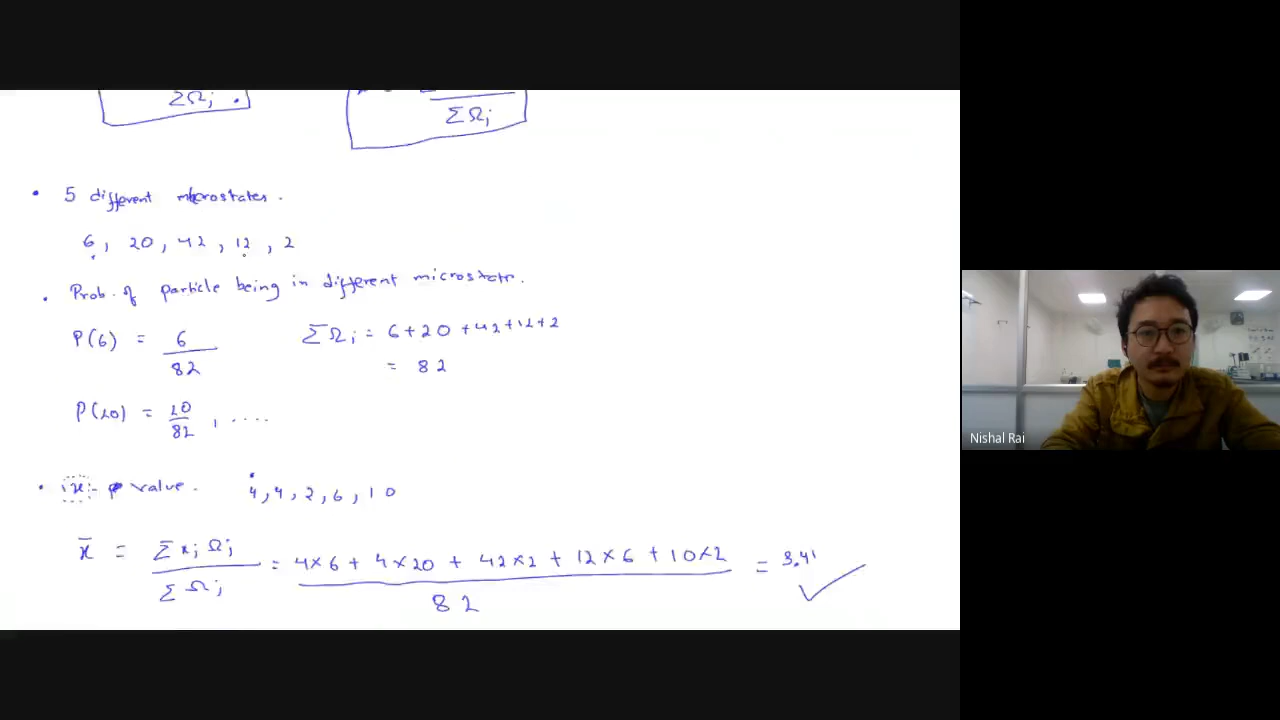 ΣΩi
ΣΩi
• 5 different microstates.
6, 20, 42, 12, 2
• Prob. of particle being in different microstate.
P(6) = 6/82 ΣΩi = 6+20+42+12+2
= 82
P(20) = 20/82, ....
• x - value. 4, 4, 2, 6, 10
x̄ = ΣxiΩi/ΣΩi = 4×6 + 4×20 + 42×2 + 12×6 + 10×2/82 = 3.41
Nishal Rai